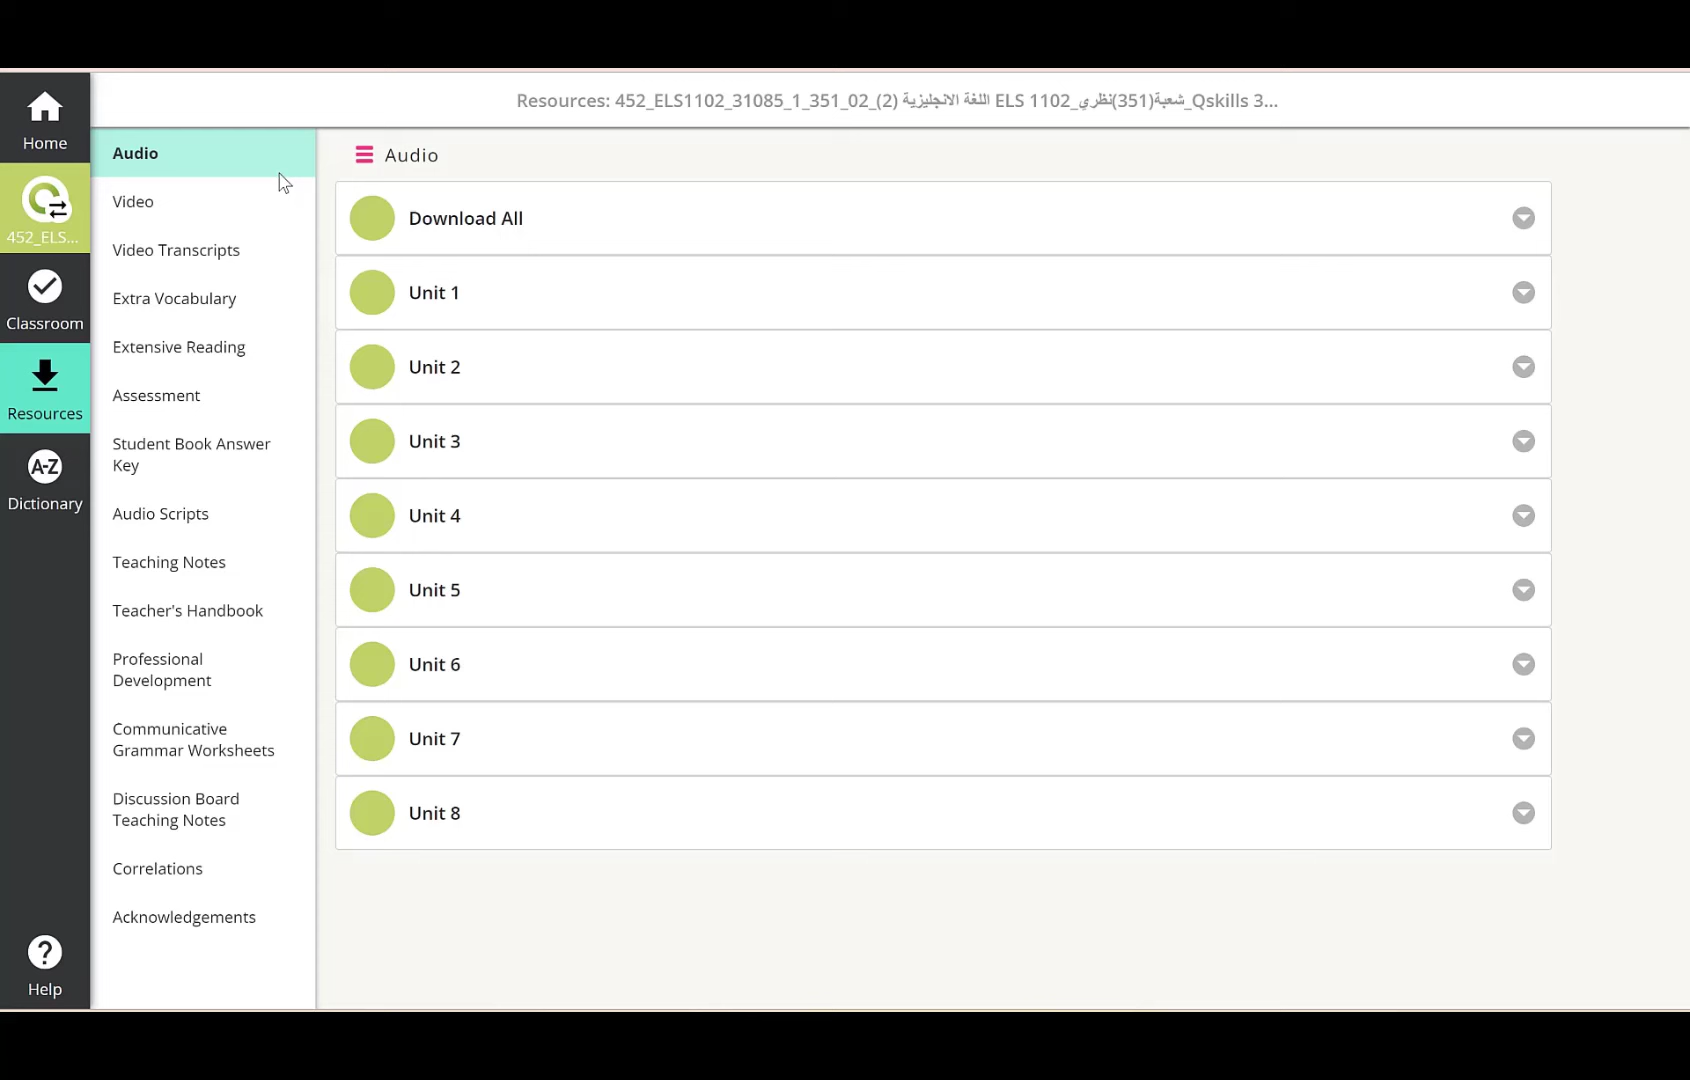 Resources: 452_ELS1102_31085_1_351_02_(2) اللغة الانجليزية ELS 1102_شعبة(351)نظري_Qskills 3...
Home
452_ELS...
Classroom
Resources
A-Z
Dictionary
?
Help
Audio
Video
Video Transcripts
Extra Vocabulary
Extensive Reading
Assessment
Student Book Answer
Key
Audio Scripts
Teaching Notes
Teacher's Handbook
Professional
Development
Communicative
Grammar Worksheets
Discussion Board
Teaching Notes
Correlations
Acknowledgements
Audio
Download All
Unit 1
Unit 2
Unit 3
Unit 4
Unit 5
Unit 6
Unit 7
Unit 8